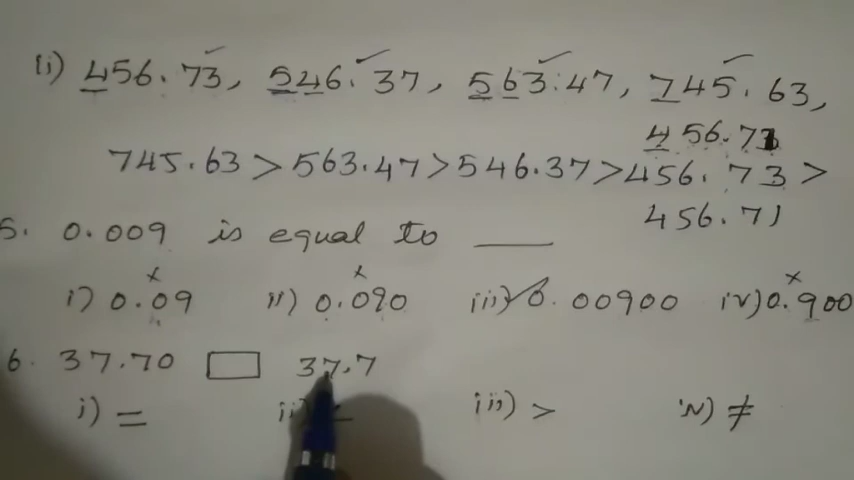 (i) 456.73, 546.37, 563.47, 745.63,
456.71
745.63 > 563.47 > 546.37 > 456.73 >
456.71
5. 0.009 is equal to ____
i) 0.09 ii) 0.090 iii) 0.00900 iv) 0.900
6. 37.70 □ 37.7
i) = ii) iii) > iv) ≠